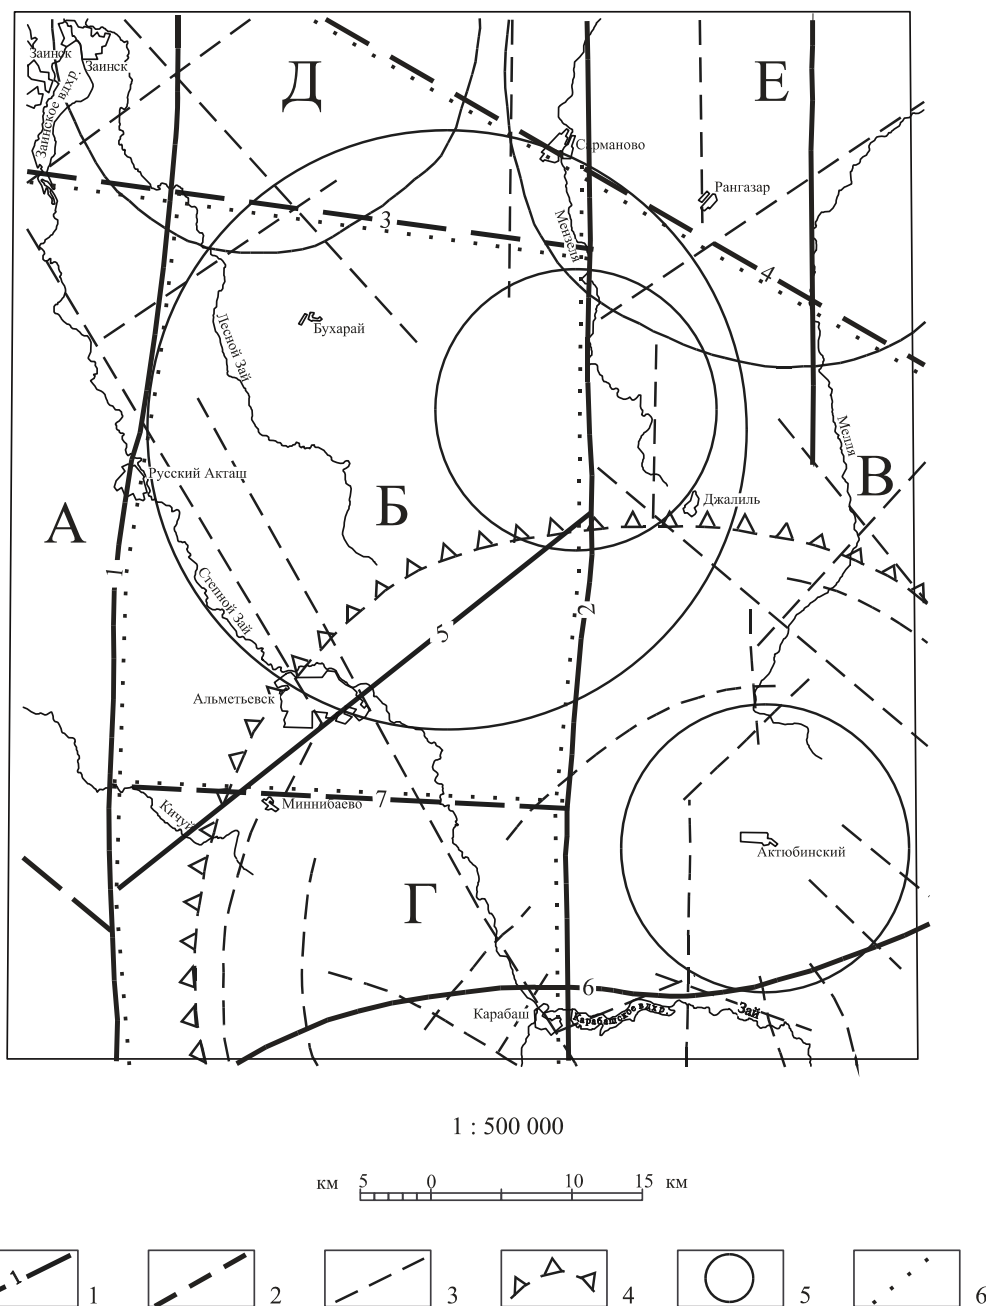 Заинск
Заинск
Заинское вдхр.
Д
Е
Сарманово
Рангазар
Мензеля
3
4
Бухарай
Лесной Зай
Мелля
Русский Акташ
В
Джалиль
А
Б
1
Степной Зай
2
5
Альметьевск
Миннибаево
7
Кичуй
Актюбинский
Г
6
Карабаш
Карабашское вдхр.
Зай
1 : 500 000
км 5 0 10 15 км
1
1 2 3 4 5 6